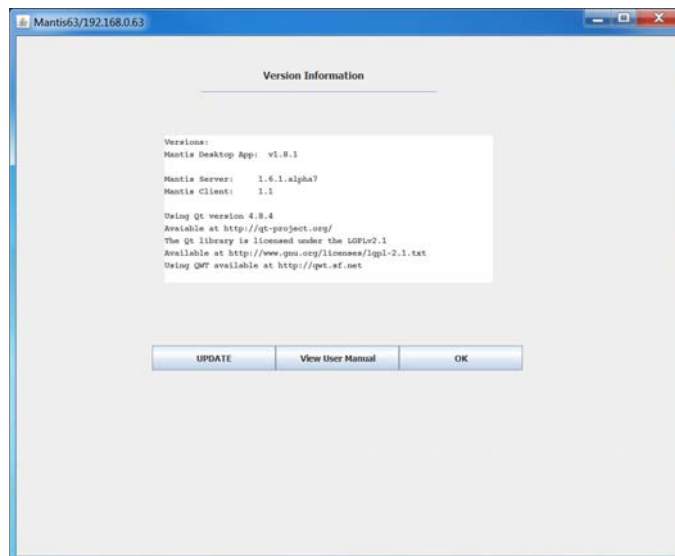 Mantis63/192.168.0.63
Version Information
Versions:
Mantis Desktop App: v1.8.1
Mantis Server: 1.6.1.alpha7
Mantis Client: 1.1
Using Qt version 4.8.4
Avaiable at http://qt-project.org/
The Qt library is licensed under the LGPLv2.1
Available at http://www.gnu.org/licenses/lgpl-2.1.txt
Using QWT available at http://qwt.sf.net
UPDATE View User Manual OK